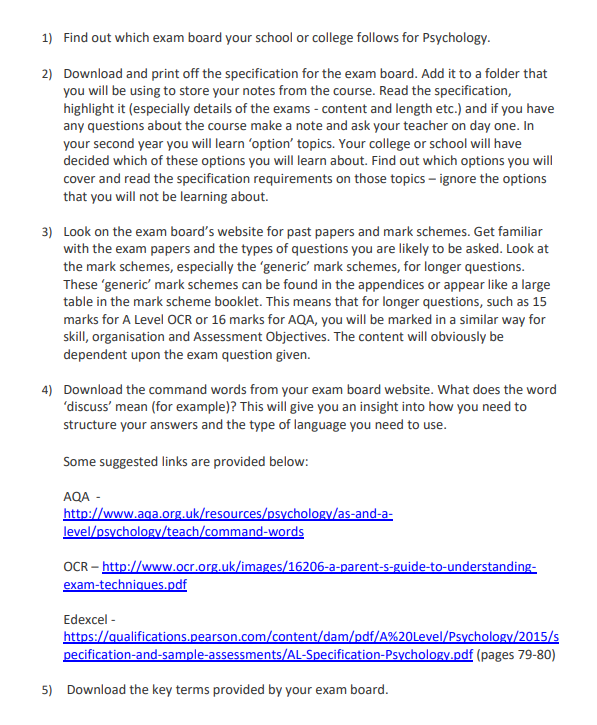 1) Find out which exam board your school or college follows for Psychology.
2) Download and print off the specification for the exam board. Add it to a folder that
you will be using to store your notes from the course. Read the specification,
highlight it (especially details of the exams - content and length etc.) and if you have
any questions about the course make a note and ask your teacher on day one. In
your second year you will learn ‘option’ topics. Your college or school will have
decided which of these options you will learn about. Find out which options you will
cover and read the specification requirements on those topics – ignore the options
that you will not be learning about.
3) Look on the exam board’s website for past papers and mark schemes. Get familiar
with the exam papers and the types of questions you are likely to be asked. Look at
the mark schemes, especially the ‘generic’ mark schemes, for longer questions.
These ‘generic’ mark schemes can be found in the appendices or appear like a large
table in the mark scheme booklet. This means that for longer questions, such as 15
marks for A Level OCR or 16 marks for AQA, you will be marked in a similar way for
skill, organisation and Assessment Objectives. The content will obviously be
dependent upon the exam question given.
4) Download the command words from your exam board website. What does the word
‘discuss’ mean (for example)? This will give you an insight into how you need to
structure your answers and the type of language you need to use.
Some suggested links are provided below:
AQA -
http://www.aqa.org.uk/resources/psychology/as-and-a-
level/psychology/teach/command-words
OCR – http://www.ocr.org.uk/images/16206-a-parent-s-guide-to-understanding-
exam-techniques.pdf
Edexcel -
https://qualifications.pearson.com/content/dam/pdf/A%20Level/Psychology/2015/s
pecification-and-sample-assessments/AL-Specification-Psychology.pdf (pages 79-80)
5) Download the key terms provided by your exam board.